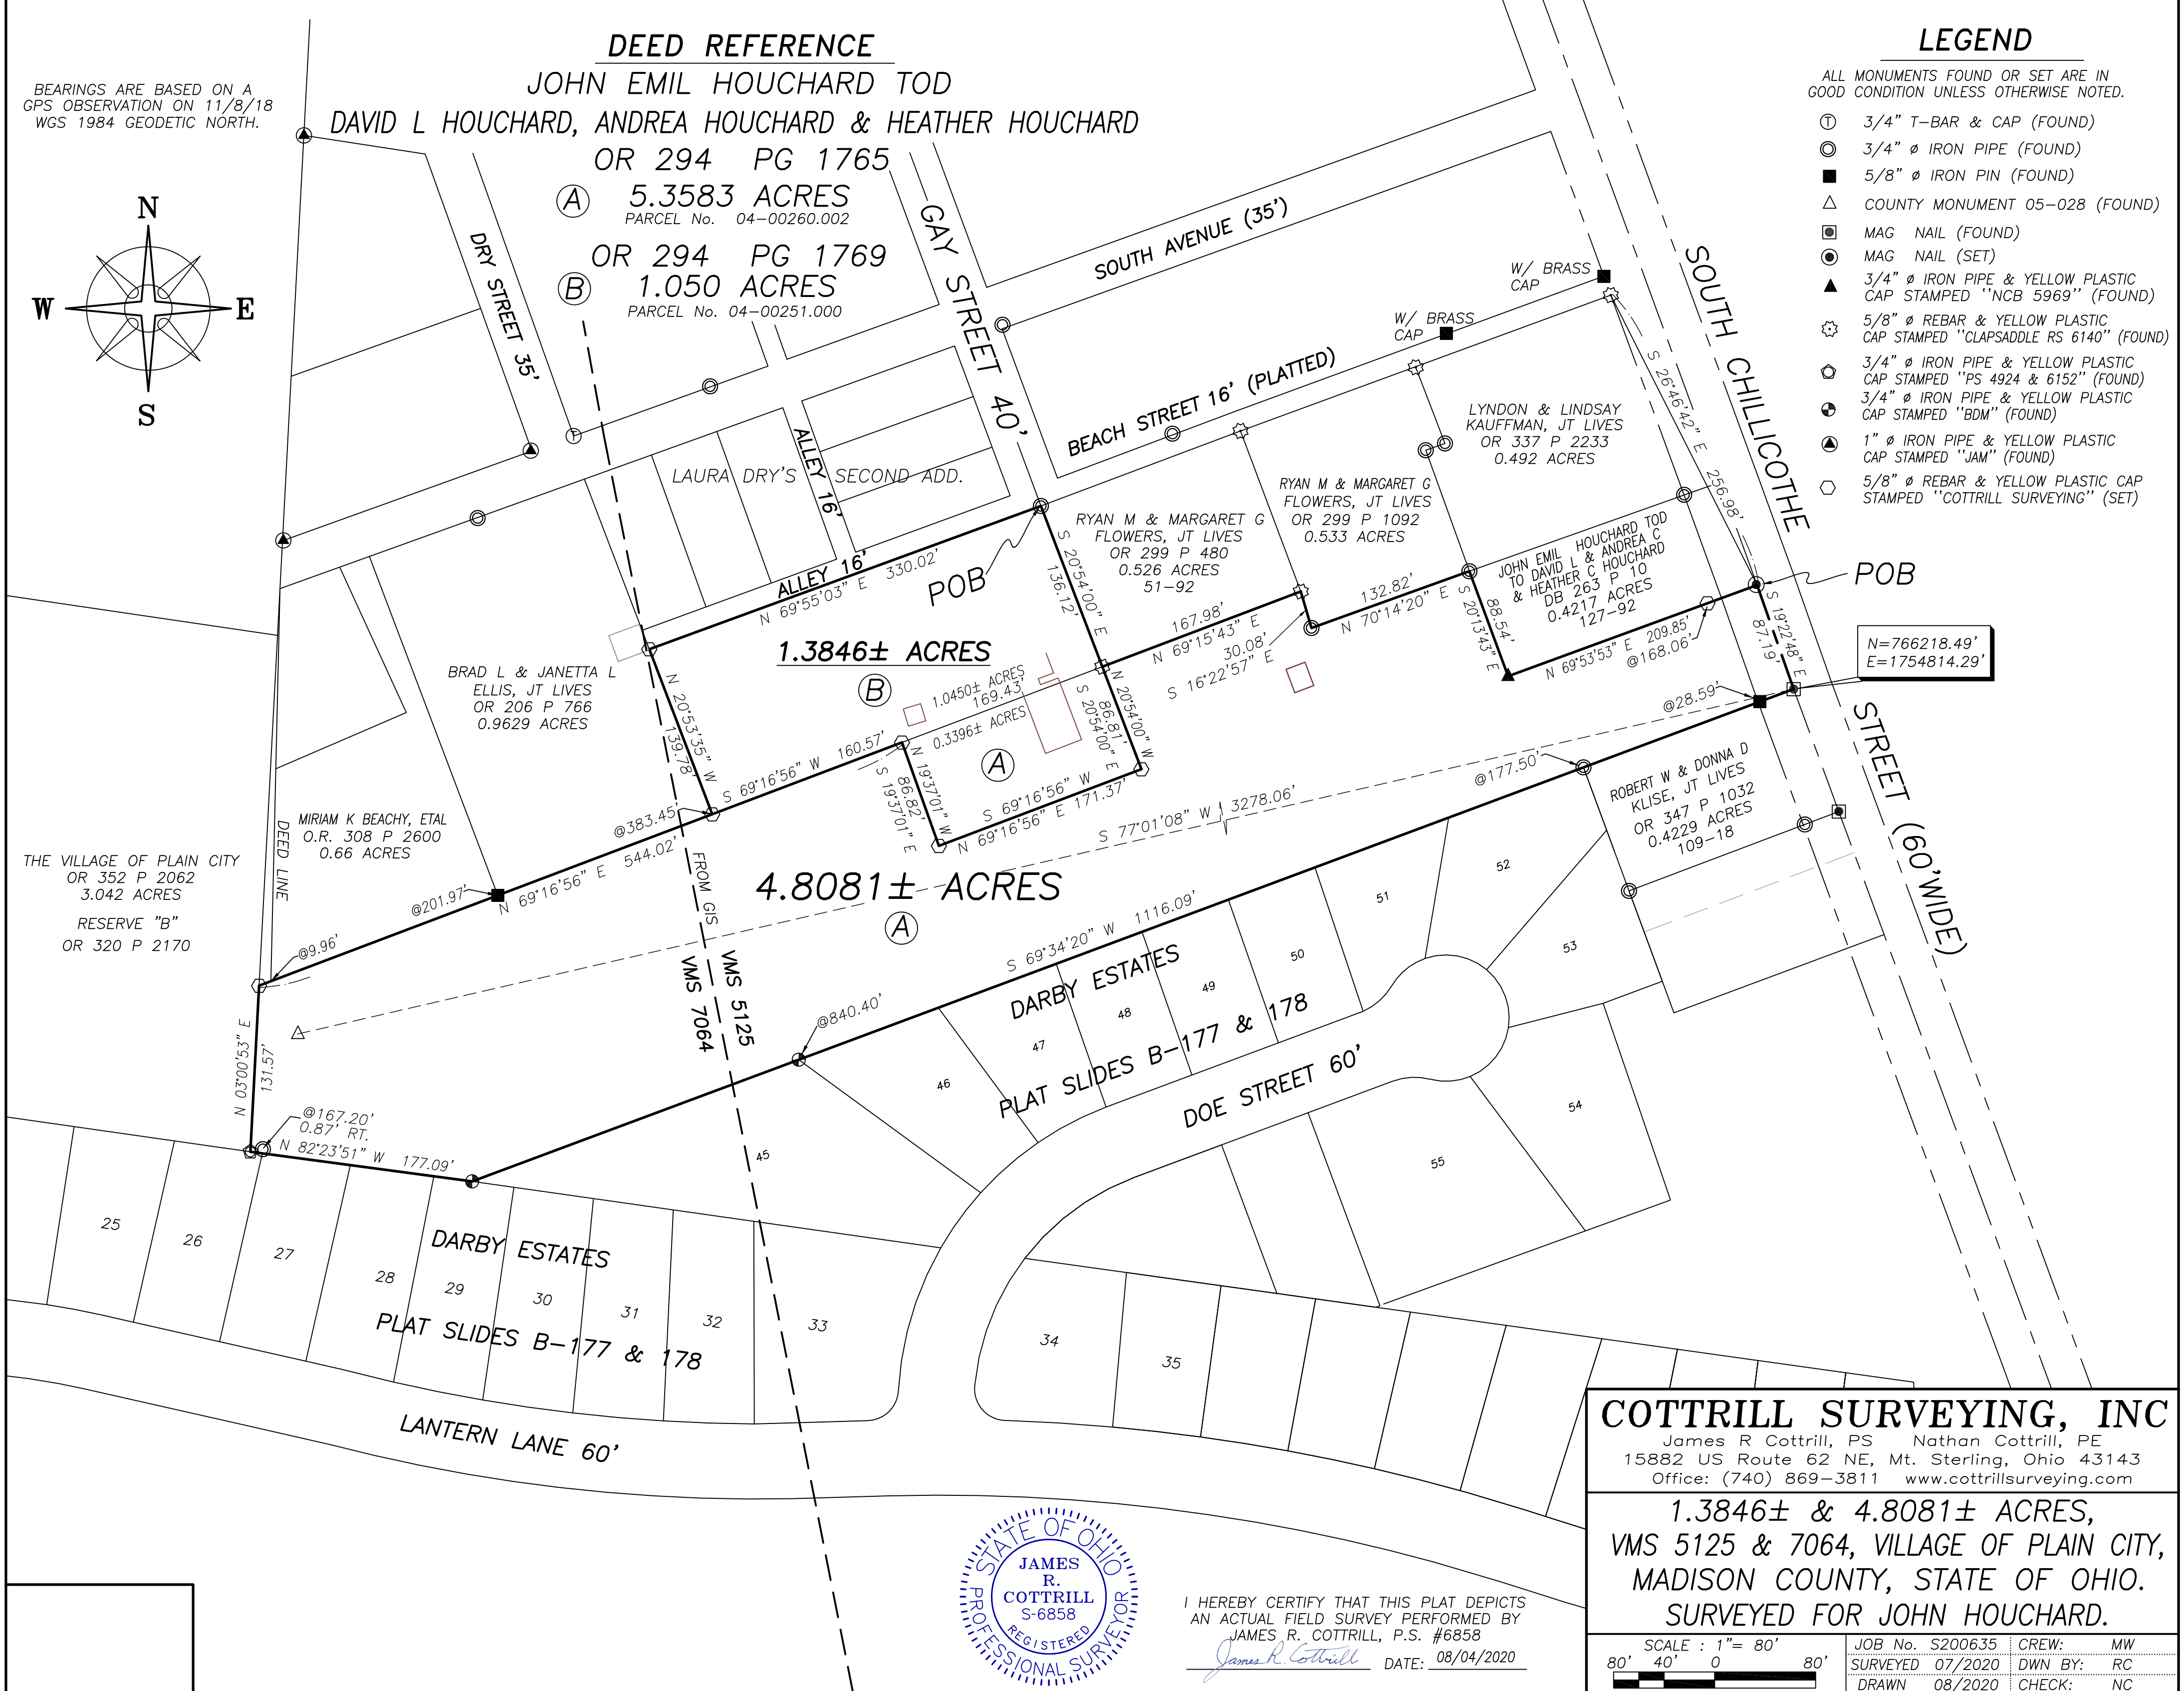 BEARINGS ARE BASED ON A
GPS OBSERVATION ON 11/8/18
WGS 1984 GEODETIC NORTH.
N
W
E
S
DEED REFERENCE
JOHN EMIL HOUCHARD TOD
DAVID L HOUCHARD, ANDREA HOUCHARD & HEATHER HOUCHARD
OR 294 PG 1765
A 5.3583 ACRES
PARCEL No. 04-00260.002
OR 294 PG 1769
B 1.050 ACRES
PARCEL No. 04-00251.000
LEGEND
ALL MONUMENTS FOUND OR SET ARE IN
GOOD CONDITION UNLESS OTHERWISE NOTED.
T 3/4" T-BAR & CAP (FOUND)
3/4" ø IRON PIPE (FOUND)
5/8" ø IRON PIN (FOUND)
COUNTY MONUMENT 05-028 (FOUND)
MAG NAIL (FOUND)
MAG NAIL (SET)
3/4" ø IRON PIPE & YELLOW PLASTIC
CAP STAMPED "NCB 5969" (FOUND)
5/8" ø REBAR & YELLOW PLASTIC
CAP STAMPED "CLAPSADDLE RS 6140" (FOUND)
3/4" ø IRON PIPE & YELLOW PLASTIC
CAP STAMPED "PS 4924 & 6152" (FOUND)
3/4" ø IRON PIPE & YELLOW PLASTIC
CAP STAMPED "BDM" (FOUND)
1" ø IRON PIPE & YELLOW PLASTIC
CAP STAMPED "JAM" (FOUND)
5/8" ø REBAR & YELLOW PLASTIC CAP
STAMPED "COTTRILL SURVEYING" (SET)
DRY STREET 35'
GAY STREET 40'
SOUTH AVENUE (35')
BEACH STREET 16' (PLATTED)
W/ BRASS
CAP
W/ BRASS
CAP
SOUTH CHILLICOTHE
STREET (60'WIDE)
S 26°46'42" E 256.98'
T
LAURA DRY'S SECOND ADD.
ALLEY 16'
ALLEY 16'
N 69°55'03" E 330.02'
POB
LYNDON & LINDSAY
KAUFFMAN, JT LIVES
OR 337 P 2233
0.492 ACRES
RYAN M & MARGARET G
FLOWERS, JT LIVES
OR 299 P 1092
0.533 ACRES
RYAN M & MARGARET G
FLOWERS, JT LIVES
OR 299 P 480
0.526 ACRES
51-92
JOHN EMIL HOUCHARD TOD
TO DAVID L & ANDREA C
& HEATHER C HOUCHARD
DB 263 P 10
0.4217 ACRES
127-92
POB
S 20°54'00" E
136.12'
N 69°15'43" E
167.98'
30.08'
S 16°22'57" E
132.82'
N 70°14'20" E
S 20°13'43" E
88.54'
N 69°53'53" E 209.85'
@168.06'
S 19°22'48" E
87.19'
N=766218.49'
E=1754814.29'
@28.59'
@177.50'
BRAD L & JANETTA L
ELLIS, JT LIVES
OR 206 P 766
0.9629 ACRES
1.3846± ACRES
B
1.0450± ACRES
169.43'
0.3396± ACRES
A
N 20°53'35" W
139.78'
S 69°16'56" W 160.57'
N 19°37'01" W
86.82'
S 19°37'01" E
S 69°16'56" W
N 69°16'56" E 171.37'
N 20°54'00" W
86.81'
S 20°54'00" E
@383.45'
N 69°16'56" E 544.02'
@201.97'
@9.96'
MIRIAM K BEACHY, ETAL
O.R. 308 P 2600
0.66 ACRES
DEED LINE
THE VILLAGE OF PLAIN CITY
OR 352 P 2062
3.042 ACRES
RESERVE "B"
OR 320 P 2170
S 77°01'08" W 3278.06'
4.8081± ACRES
A
FROM GIS
VMS 5125
VMS 7064
ROBERT W & DONNA D
KLISE, JT LIVES
OR 347 P 1032
0.4229 ACRES
109-18
S 69°34'20" W 1116.09'
@840.40'
N 03°00'53" E
131.57'
@167.20'
0.87' RT.
N 82°23'51" W 177.09'
DARBY ESTATES
PLAT SLIDES B-177 & 178
45
46
47
48
49
50
51
52
53
54
55
DOE STREET 60'
25
26
27
28
29
30
31
32
33
34
35
DARBY ESTATES
PLAT SLIDES B-177 & 178
LANTERN LANE 60'
STATE OF OHIO
JAMES
R.
COTTRILL
S-6858
REGISTERED
PROFESSIONAL SURVEYOR
I HEREBY CERTIFY THAT THIS PLAT DEPICTS
AN ACTUAL FIELD SURVEY PERFORMED BY
JAMES R. COTTRILL, P.S. #6858
James R. Cottrill DATE: 08/04/2020
COTTRILL SURVEYING, INC
James R Cottrill, PS Nathan Cottrill, PE
15882 US Route 62 NE, Mt. Sterling, Ohio 43143
Office: (740) 869-3811 www.cottrillsurveying.com
1.3846± & 4.8081± ACRES,
VMS 5125 & 7064, VILLAGE OF PLAIN CITY,
MADISON COUNTY, STATE OF OHIO.
SURVEYED FOR JOHN HOUCHARD.
SCALE : 1"= 80'
80' 40' 0 80'
JOB No. S200635 CREW: MW
SURVEYED 07/2020 DWN BY: RC
DRAWN 08/2020 CHECK: NC